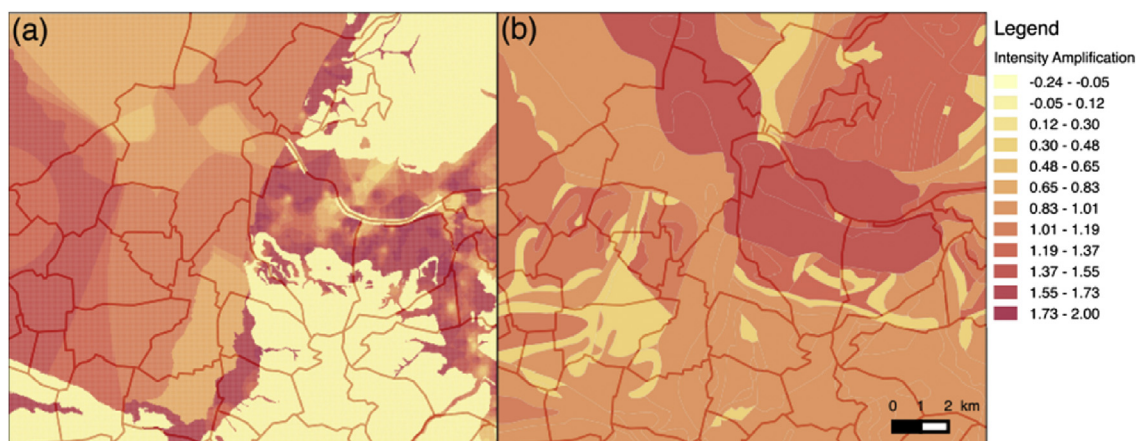 (a)
(b)
Legend
Intensity Amplification
-0.24 - -0.05
-0.05 - 0.12
0.12 - 0.30
0.30 - 0.48
0.48 - 0.65
0.65 - 0.83
0.83 - 1.01
1.01 - 1.19
1.19 - 1.37
1.37 - 1.55
1.55 - 1.73
1.73 - 2.00
0 1 2 km